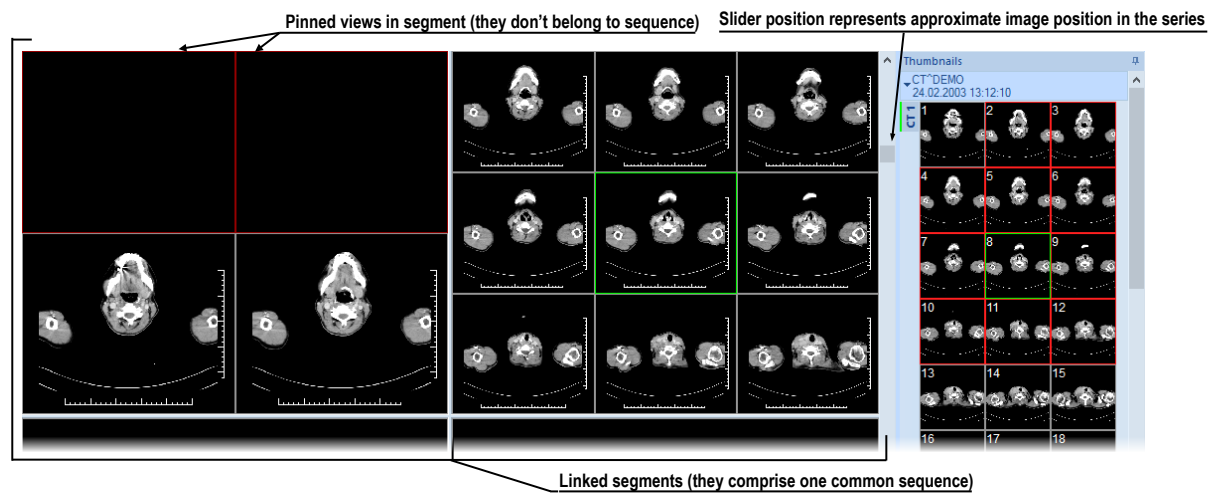 Pinned views in segment (they don't belong to sequence)
Slider position represents approximate image position in the series
Thumbnails
CT^DEMO
24.02.2003 13:12:10
CT 1
1 2 3
4 5 6
7 8 9
10 11 12
13 14 15
16 17 18
Linked segments (they comprise one common sequence)